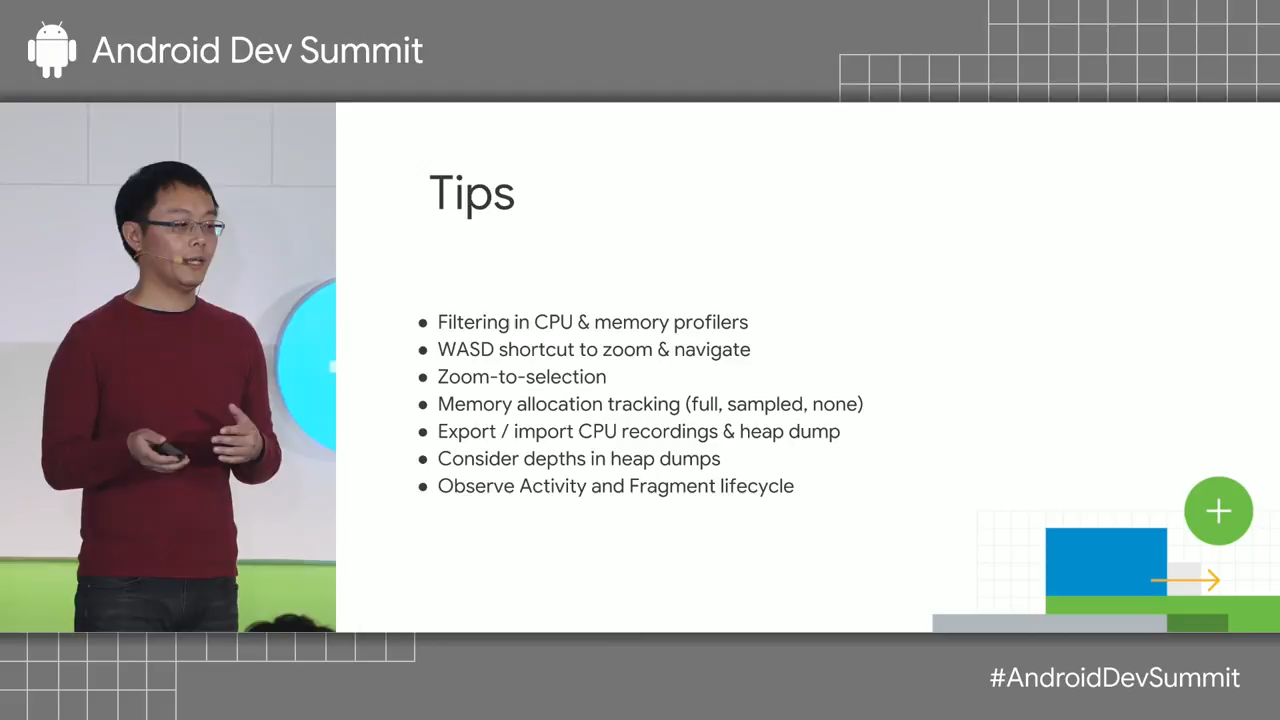 Android Dev Summit
Tips
● Filtering in CPU & memory profilers
● WASD shortcut to zoom & navigate
● Zoom-to-selection
● Memory allocation tracking (full, sampled, none)
● Export / import CPU recordings & heap dump
● Consider depths in heap dumps
● Observe Activity and Fragment lifecycle
#AndroidDevSummit